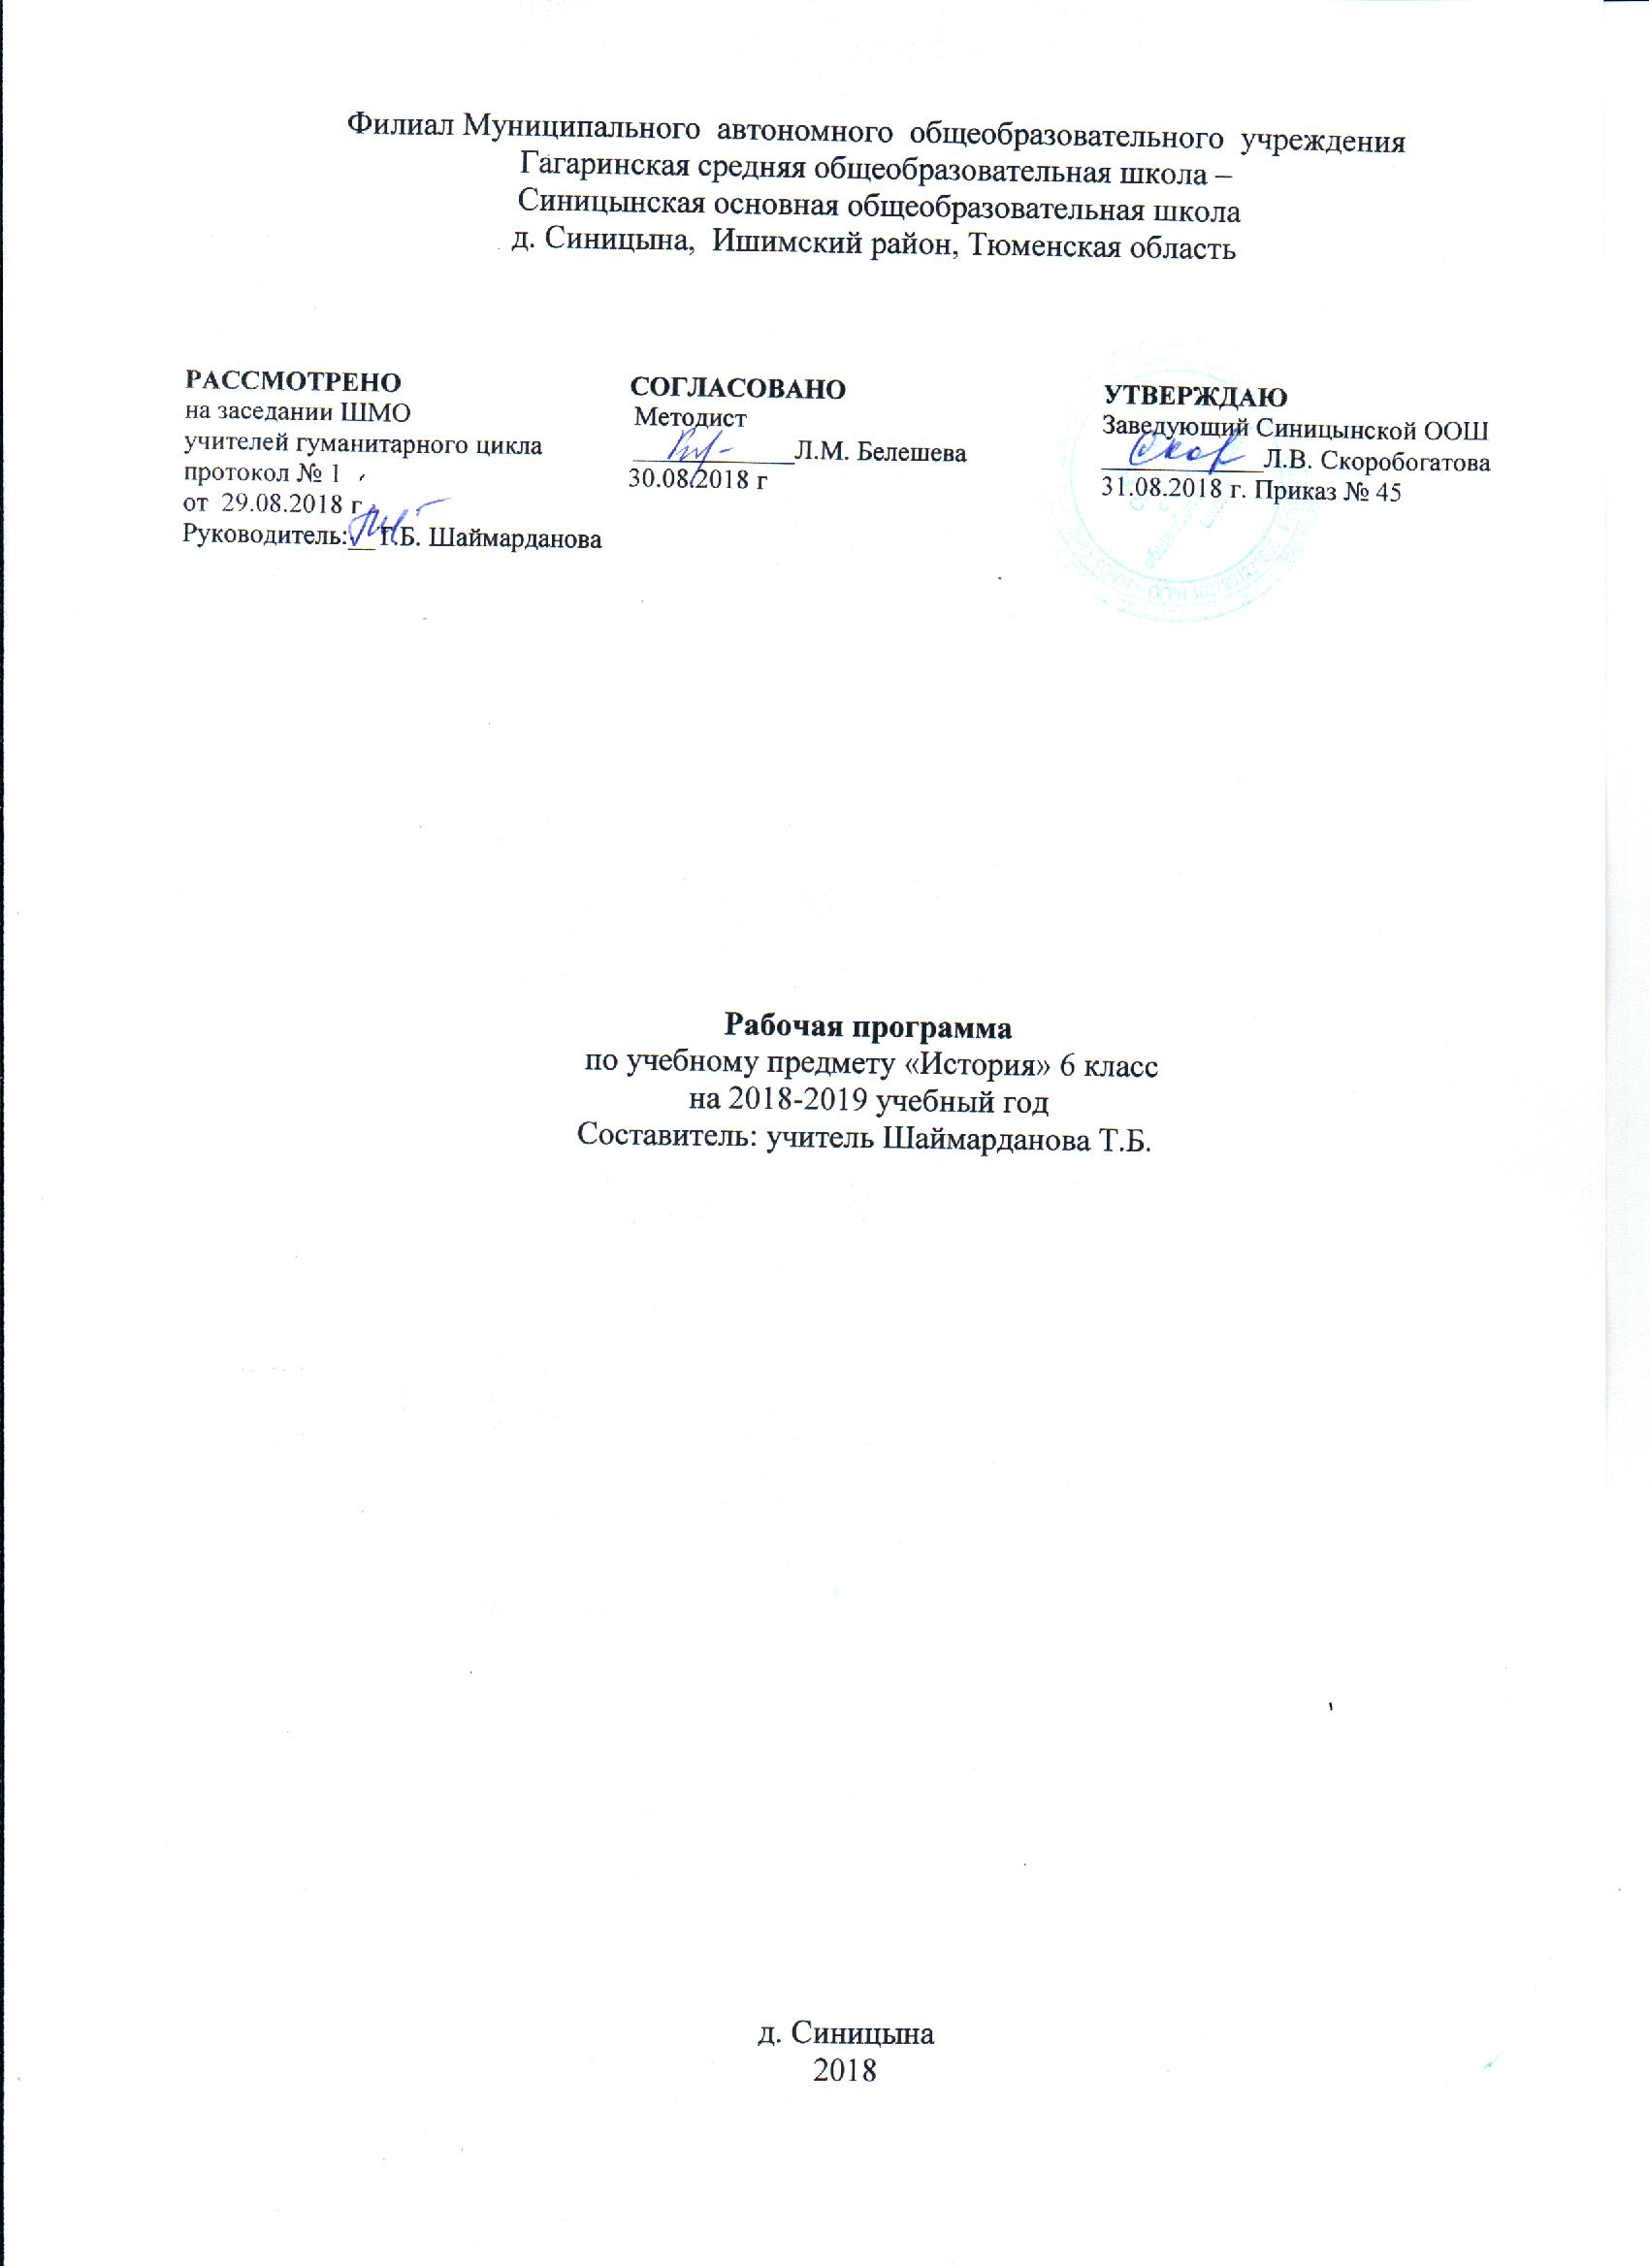 Филиал Муниципального автономного общеобразовательного учреждения
Гагаринская средняя общеобразовательная школа –
Синицынская основная общеобразовательная школа
д. Синицына, Ишимский район, Тюменская область
РАССМОТРЕНО
на заседании ШМО
учителей гуманитарного цикла
протокол № 1
от 29.08.2018 г
Руководитель:__Т.Б. Шаймарданова
СОГЛАСОВАНО
Методист
____________Л.М. Белешева
30.08.2018 г
УТВЕРЖДАЮ
Заведующий Синицынской ООШ
____________Л.В. Скоробогатова
31.08.2018 г. Приказ № 45
Рабочая программа
по учебному предмету «История» 6 класс
на 2018-2019 учебный год
Составитель: учитель Шаймарданова Т.Б.
д. Синицына
2018